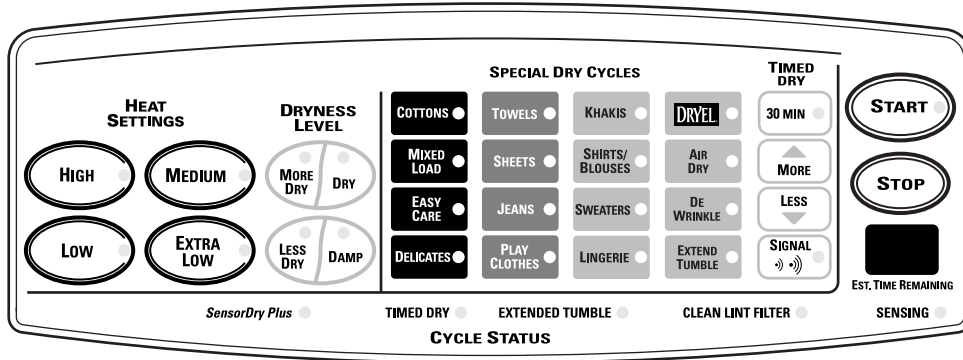 SPECIAL DRY CYCLES
TIMED
DRY
HEAT
SETTINGS
DRYNESS
LEVEL
HIGH
MEDIUM
LOW
EXTRA
LOW
MORE
DRY
DRY
LESS
DRY
DAMP
COTTONS
TOWELS
KHAKIS
DRYEL
30 MIN
MIXED
LOAD
SHEETS
SHIRTS/
BLOUSES
AIR
DRY
MORE
EASY
CARE
JEANS
SWEATERS
DE
WRINKLE
LESS
DELICATES
PLAY
CLOTHES
LINGERIE
EXTEND
TUMBLE
SIGNAL
START
STOP
EST. TIME REMAINING
SensorDry Plus
TIMED DRY
EXTENDED TUMBLE
CLEAN LINT FILTER
SENSING
CYCLE STATUS